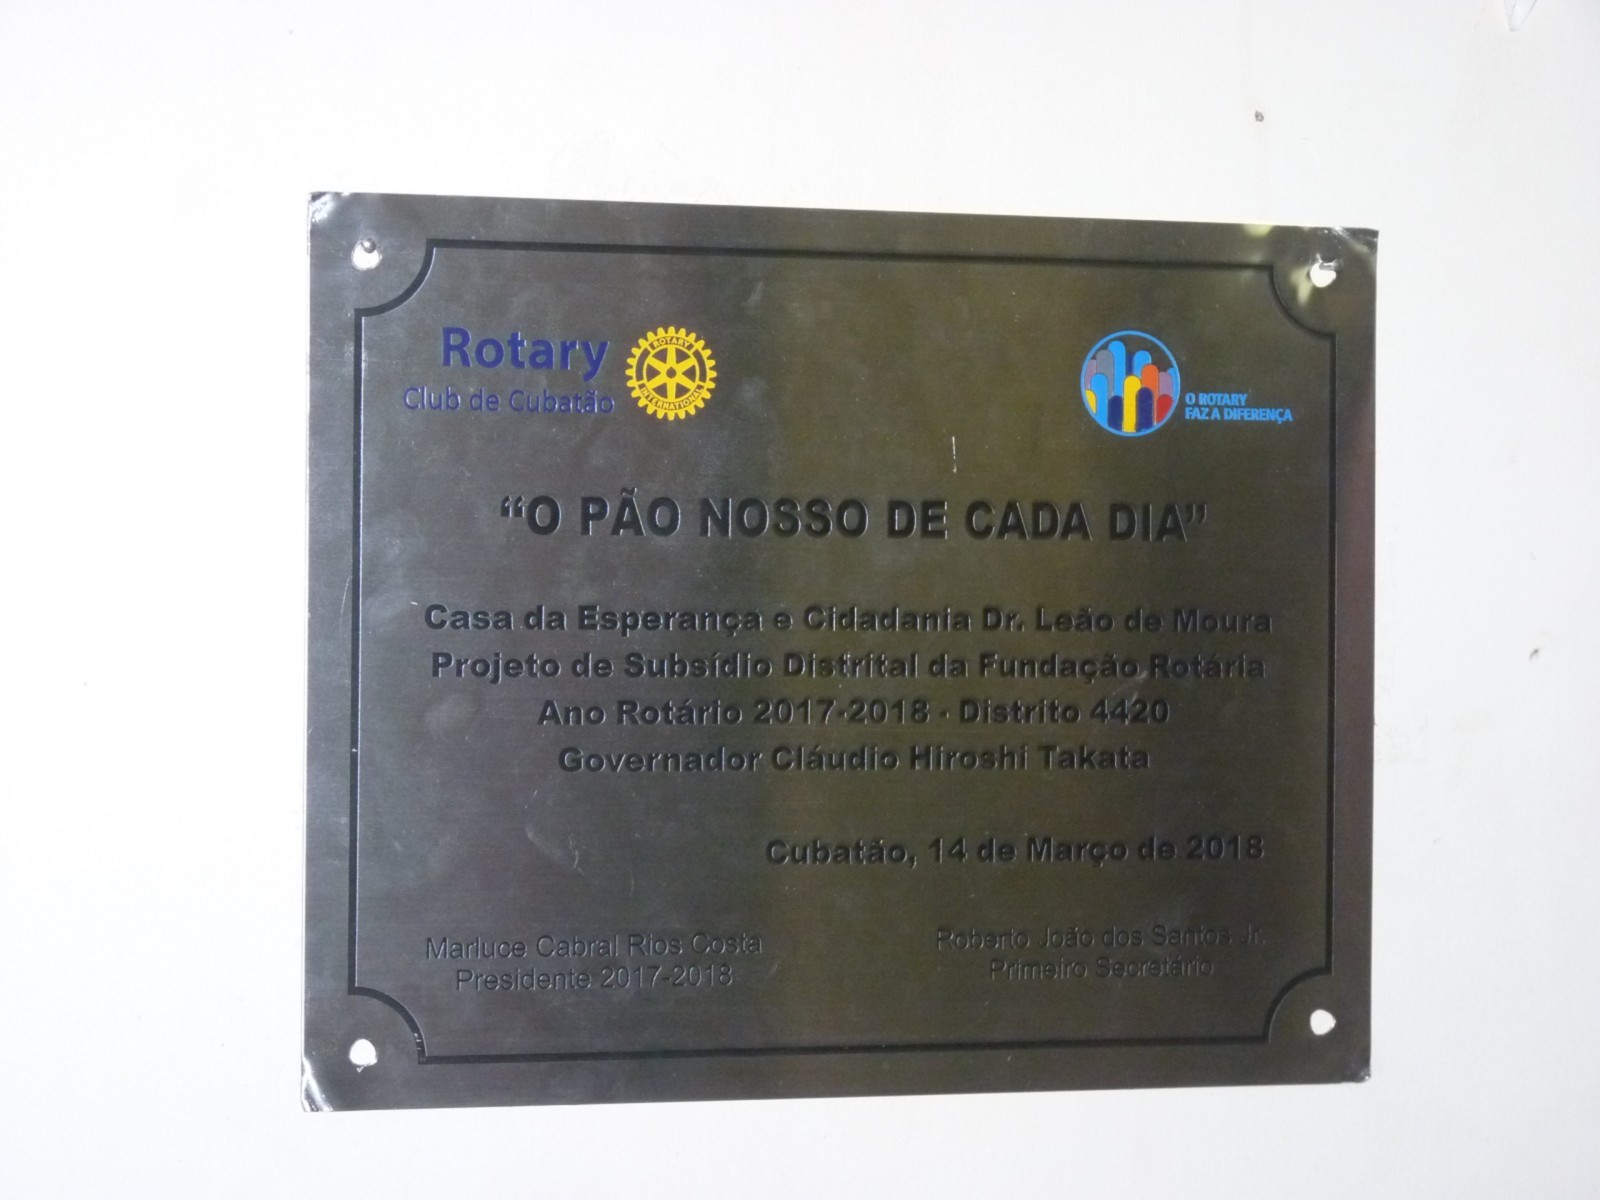 Rotary
Club de Cubatão
ROTARY
INTERNATIONAL
O ROTARY
FAZ A DIFERENÇA
“O PÃO NOSSO DE CADA DIA”
Casa da Esperança e Cidadania Dr. Leão de Moura
Projeto de Subsídio Distrital da Fundação Rotária
Ano Rotário 2017-2018 - Distrito 4420
Governador Cláudio Hiroshi Takata
Cubatão, 14 de Março de 2018
Marluce Cabral Rios Costa
Presidente 2017-2018
Roberto João dos Santos Jr.
Primeiro Secretário